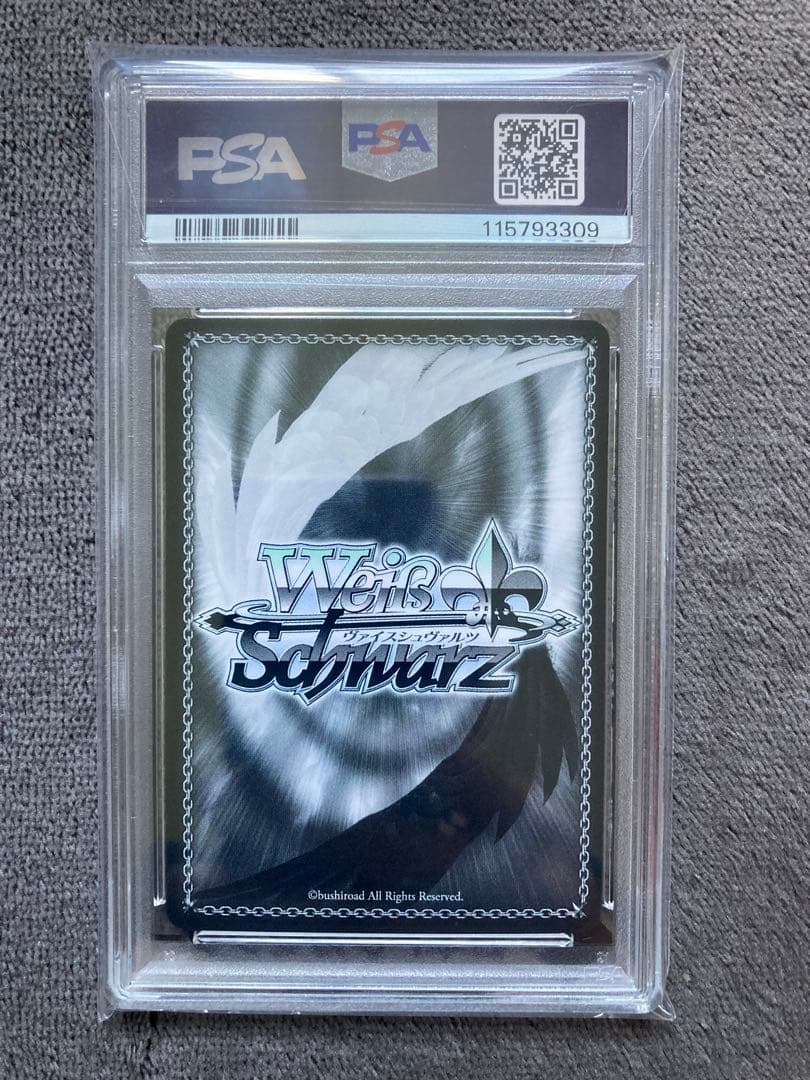 PSA
PSA
115793309
Weiß
ヴァイスシュヴァルツ
Schwarz
©bushiroad All Rights Reserved.